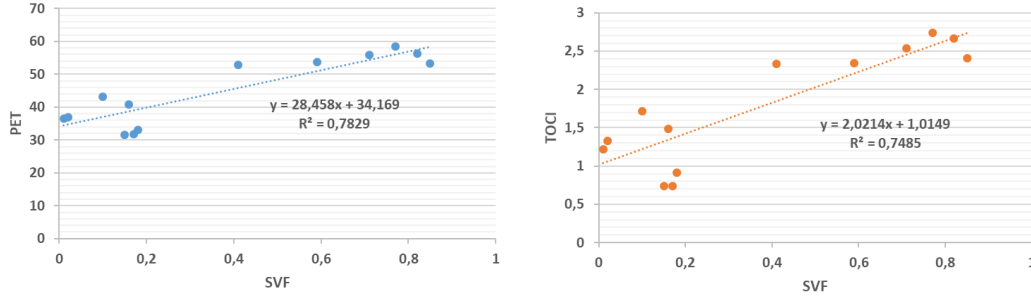 70
60
50
40
30
20
10
0
PET
y = 28,458x + 34,169
R² = 0,7829
0 0,2 0,4 0,6 0,8 1
SVF
3
2,5
2
1,5
1
0,5
0
TOCI
y = 2,0214x + 1,0149
R² = 0,7485
0 0,2 0,4 0,6 0,8 1
SVF